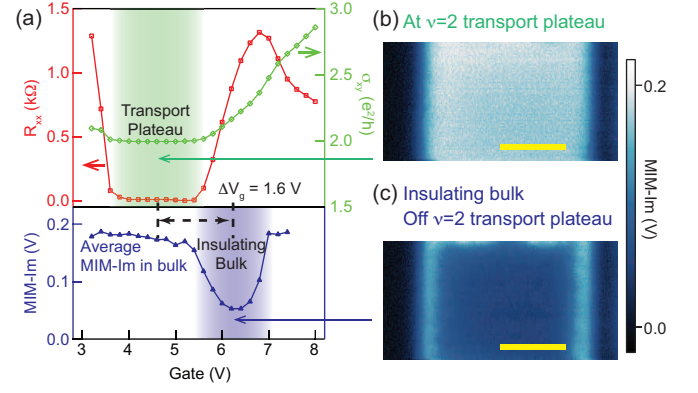 (a)
1.5
1.0
0.5
0.0
Rxx (kΩ)
3.0
2.5
2.0
1.5
σxy (e²/h)
Transport
Plateau
ΔVg = 1.6 V
0.2
0.1
0.0
MIM-Im (V)
Average
MIM-Im in bulk
Insulating
Bulk
3
4
5
6
7
8
Gate (V)
(b) At ν=2 transport plateau
(c) Insulating bulk
Off ν=2 transport plateau
0.2
0.0
MIM-Im (V)